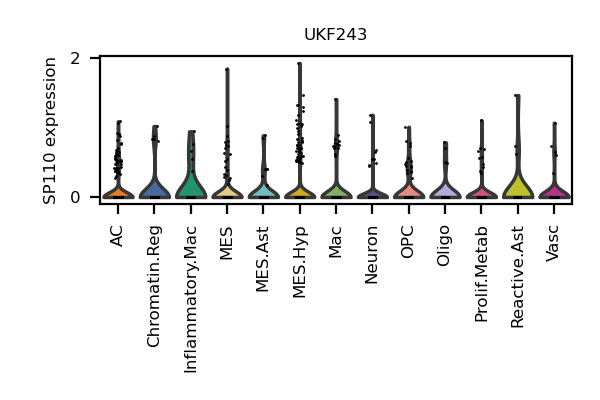 UKF243
SP110 expression
2
0
AC
Chromatin.Reg
Inflammatory.Mac
MES
MES.Ast
MES.Hyp
Mac
Neuron
OPC
Oligo
Prolif.Metab
Reactive.Ast
Vasc